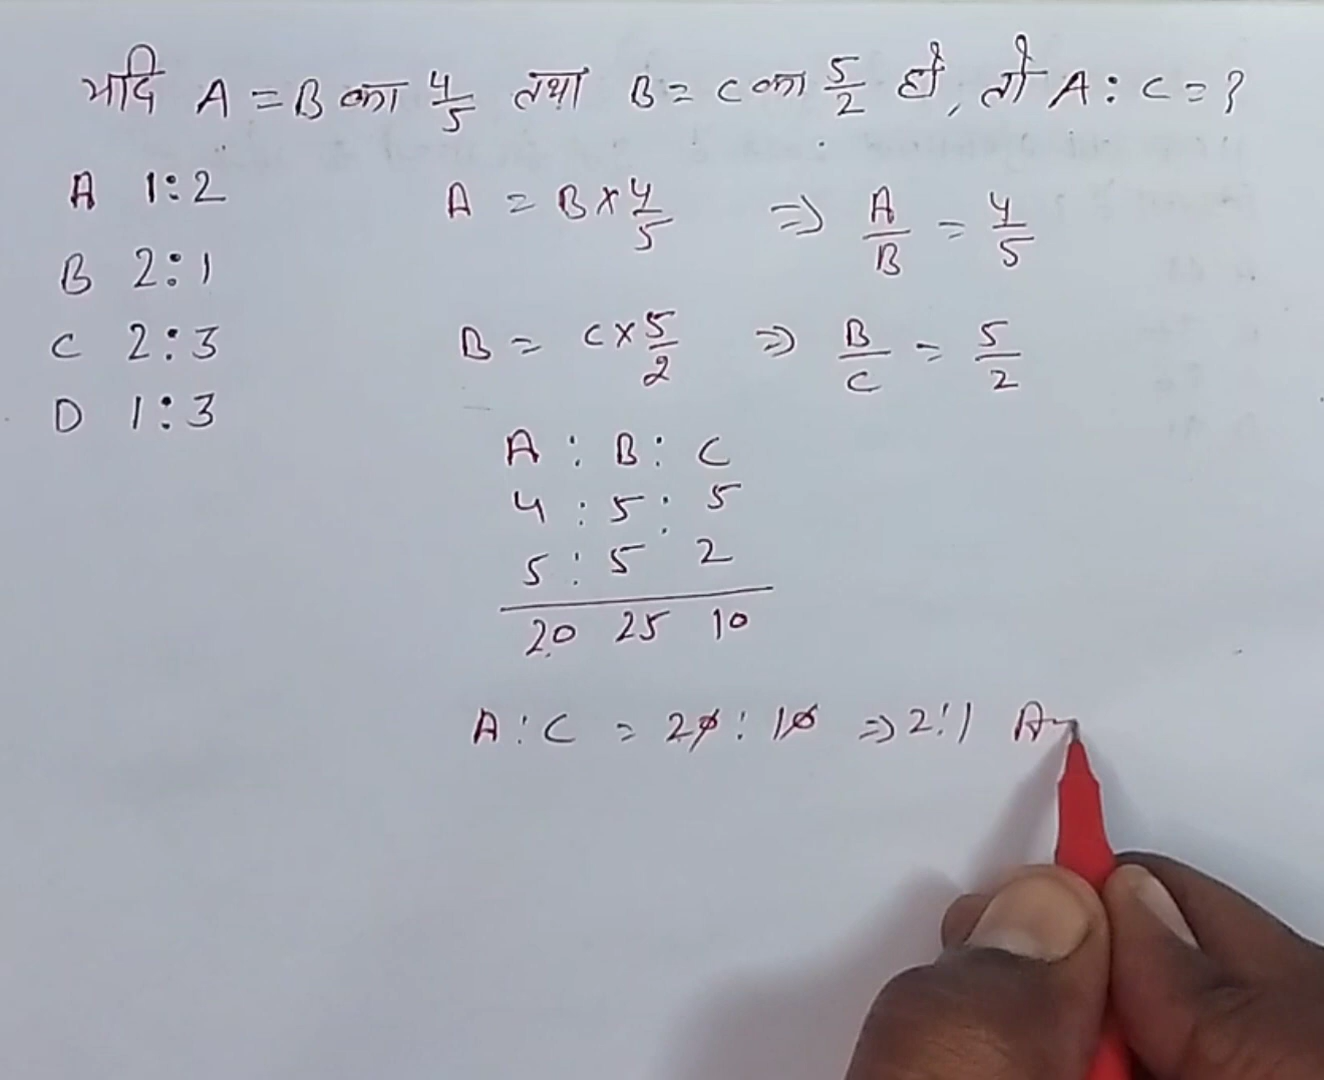 यदि A = B का 4/5 तथा B = C का 5/2 हो, तो A : C = ?
A 1:2
B 2:1
C 2:3
D 1:3
A = B × 4/5 ⇒ A/B = 4/5
B = C × 5/2 ⇒ B/C = 5/2
A : B : C
4 : 5 : 5
5 : 5 2
20 25 10
A : C = 20 : 10 ⇒ 2:1 A